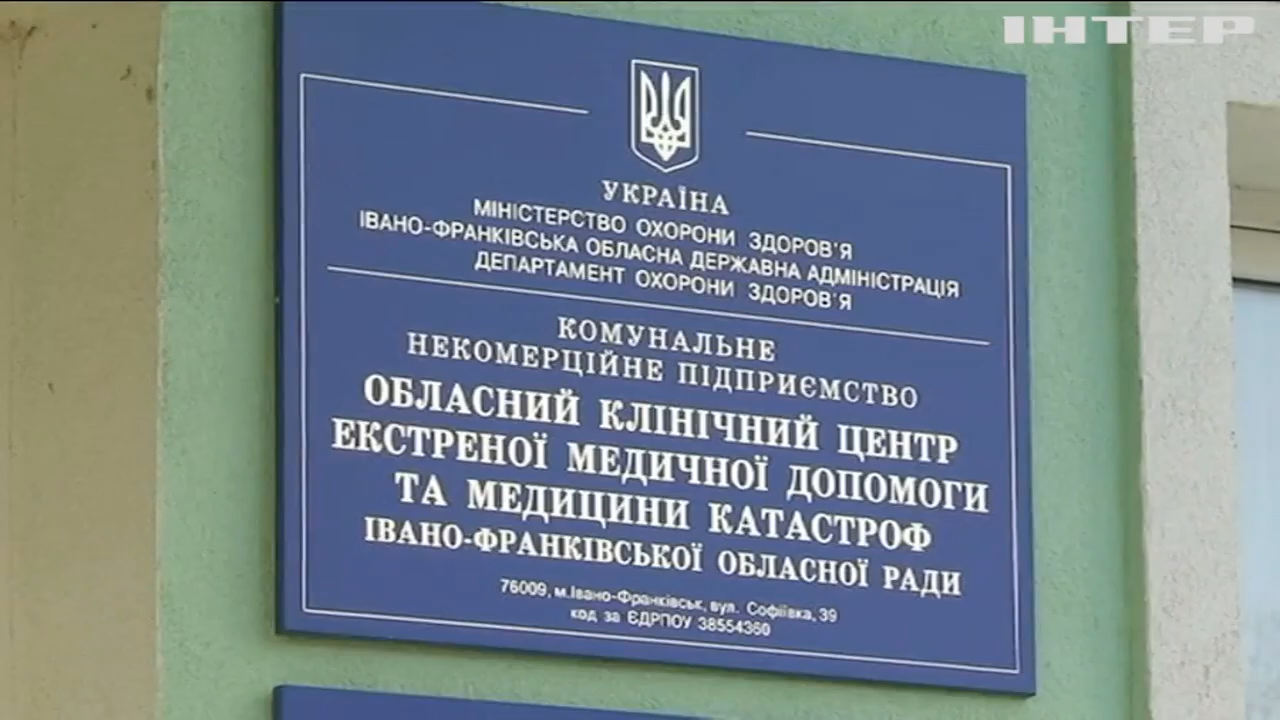 ІНТЕР
УКРАЇНА
МІНІСТЕРСТВО ОХОРОНИ ЗДОРОВ'Я
ІВАНО-ФРАНКІВСЬКА ОБЛАСНА ДЕРЖАВНА АДМІНІСТРАЦІЯ
ДЕПАРТАМЕНТ ОХОРОНИ ЗДОРОВ'Я
КОМУНАЛЬНЕ
НЕКОМЕРЦІЙНЕ ПІДПРИЄМСТВО
ОБЛАСНИЙ КЛІНІЧНИЙ ЦЕНТР
ЕКСТРЕНОЇ МЕДИЧНОЇ ДОПОМОГИ
ТА МЕДИЦИНИ КАТАСТРОФ
ІВАНО-ФРАНКІВСЬКОЇ ОБЛАСНОЇ РАДИ
76009, м.Івано-Франківськ, вул. Софіївка, 39
код за ЄДРПОУ 38554360